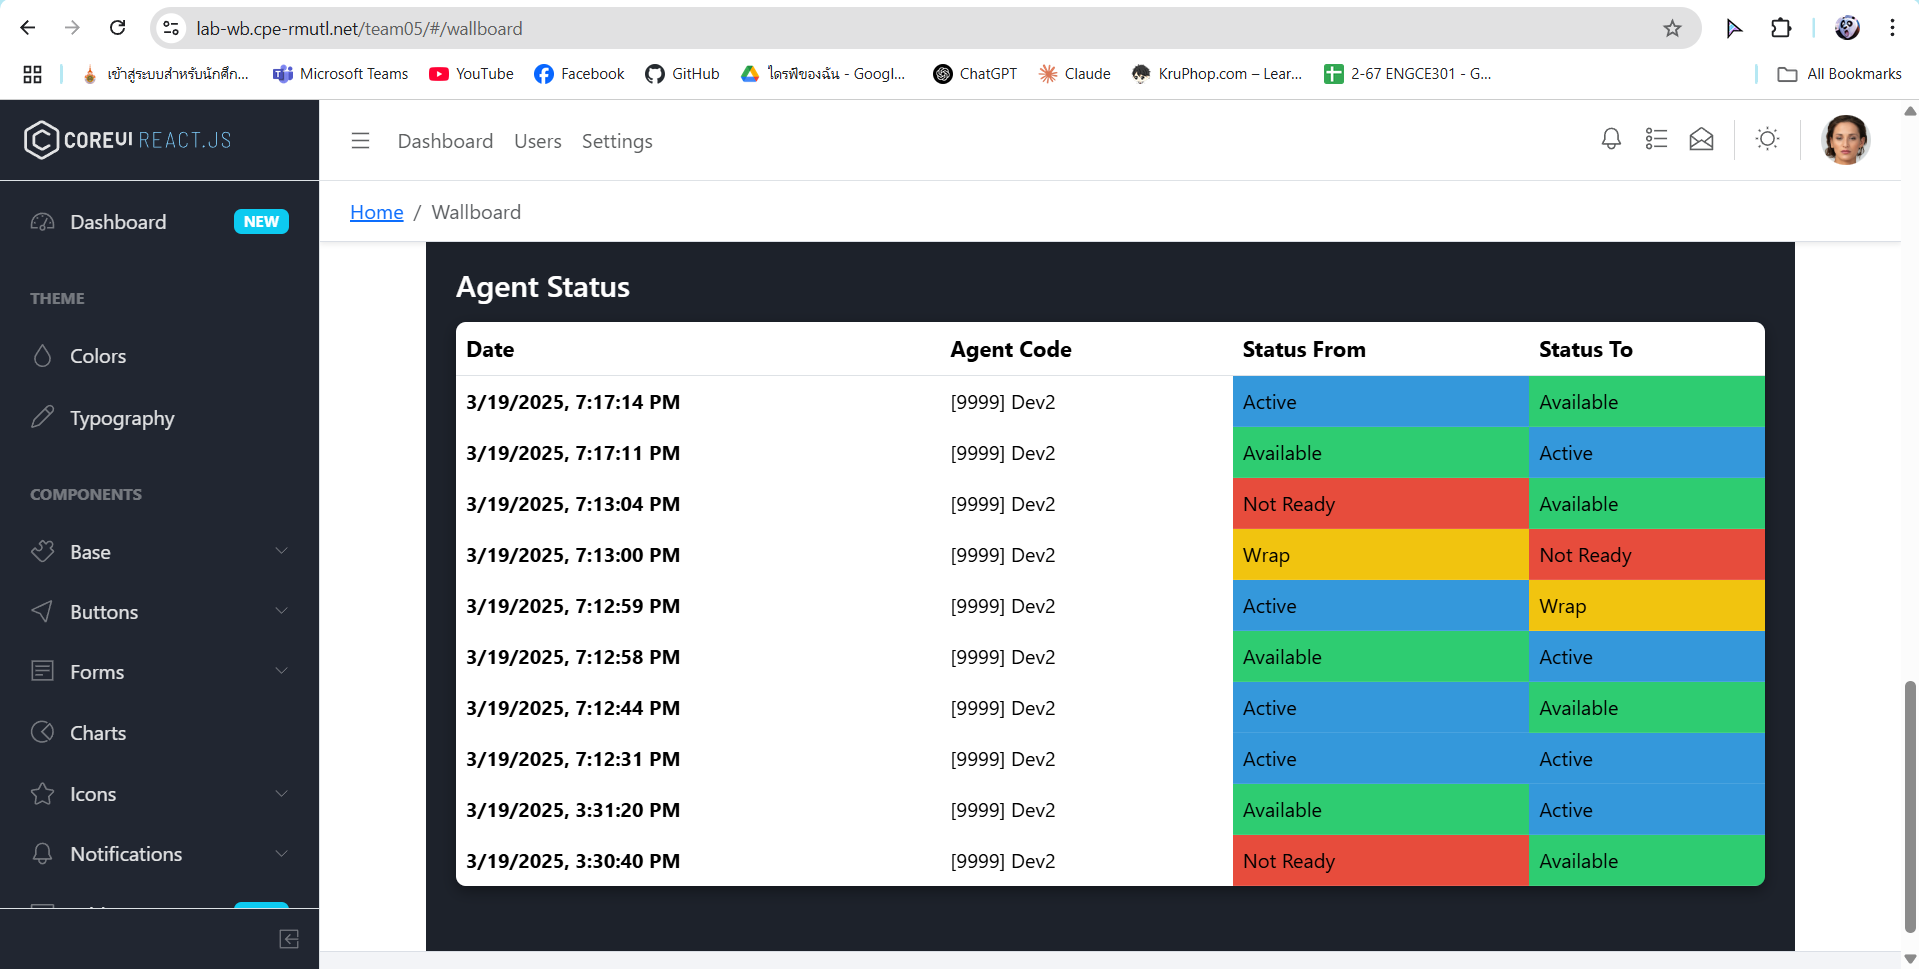 lab-wb.cpe-rmutl.net/team05/#/wallboard
เข้าสู่ระบบสำหรับนักศึก... Microsoft Teams YouTube Facebook GitHub ไดรฟ์ของฉัน - Googl... ChatGPT Claude KruPhop.com – Lear... 2-67 ENGCE301 - G... All Bookmarks
COREUI REACT.JS
Dashboard Users Settings
Home / Wallboard
Dashboard NEW
THEME
Colors
Typography
COMPONENTS
Base
Buttons
Forms
Charts
Icons
Notifications
Agent Status
Date Agent Code Status From Status To
3/19/2025, 7:17:14 PM [9999] Dev2 Active Available
3/19/2025, 7:17:11 PM [9999] Dev2 Available Active
3/19/2025, 7:13:04 PM [9999] Dev2 Not Ready Available
3/19/2025, 7:13:00 PM [9999] Dev2 Wrap Not Ready
3/19/2025, 7:12:59 PM [9999] Dev2 Active Wrap
3/19/2025, 7:12:58 PM [9999] Dev2 Available Active
3/19/2025, 7:12:44 PM [9999] Dev2 Active Available
3/19/2025, 7:12:31 PM [9999] Dev2 Active Active
3/19/2025, 3:31:20 PM [9999] Dev2 Available Active
3/19/2025, 3:30:40 PM [9999] Dev2 Not Ready Available